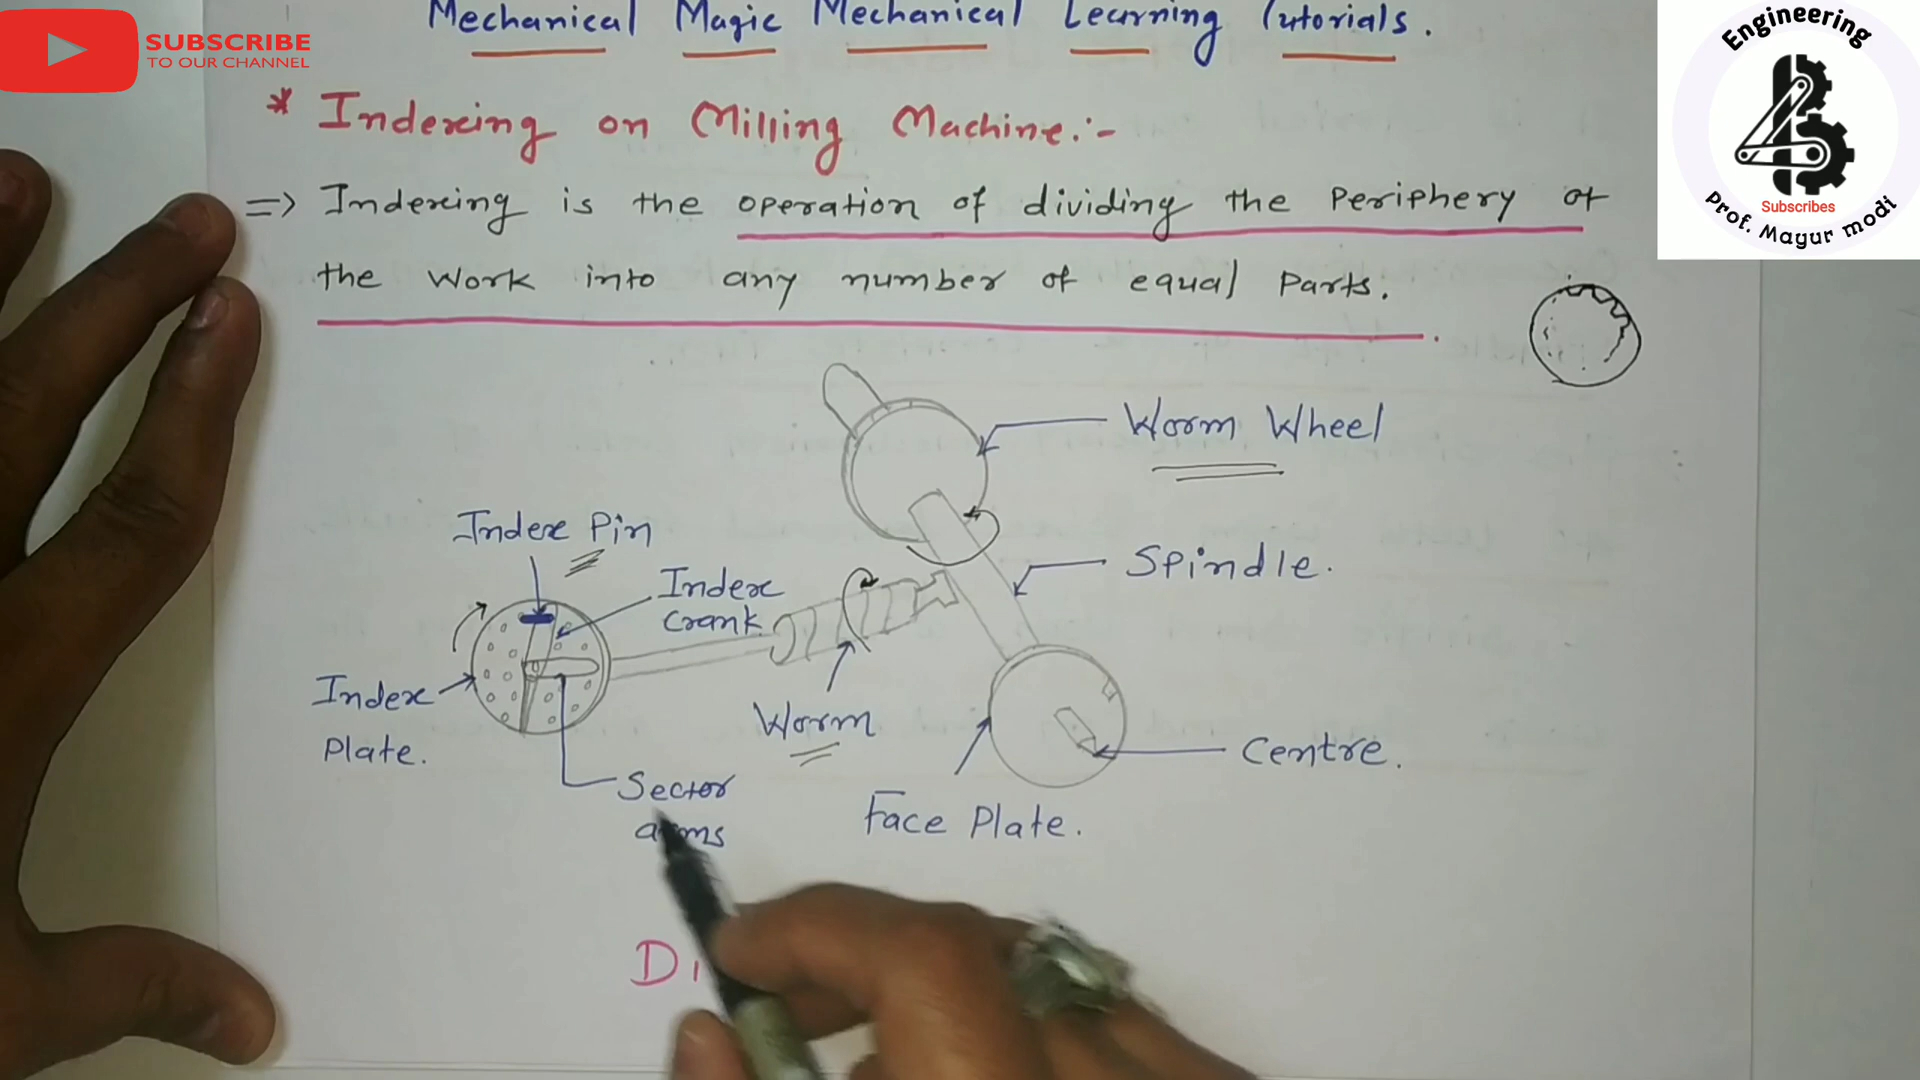 Mechanical Magic Mechanical Learning Tutorials.
SUBSCRIBE
TO OUR CHANNEL
Engineering
Subscribes
Prof. Mayur modi
* Indexing on Milling Machine:-
=> Indexing is the operation of dividing the Periphery of
the work into any number of equal Parts.
Worm Wheel
Index Pin
Spindle.
Index
crank
Index
Plate.
Worm
Centre.
Sector
arms
Face Plate.